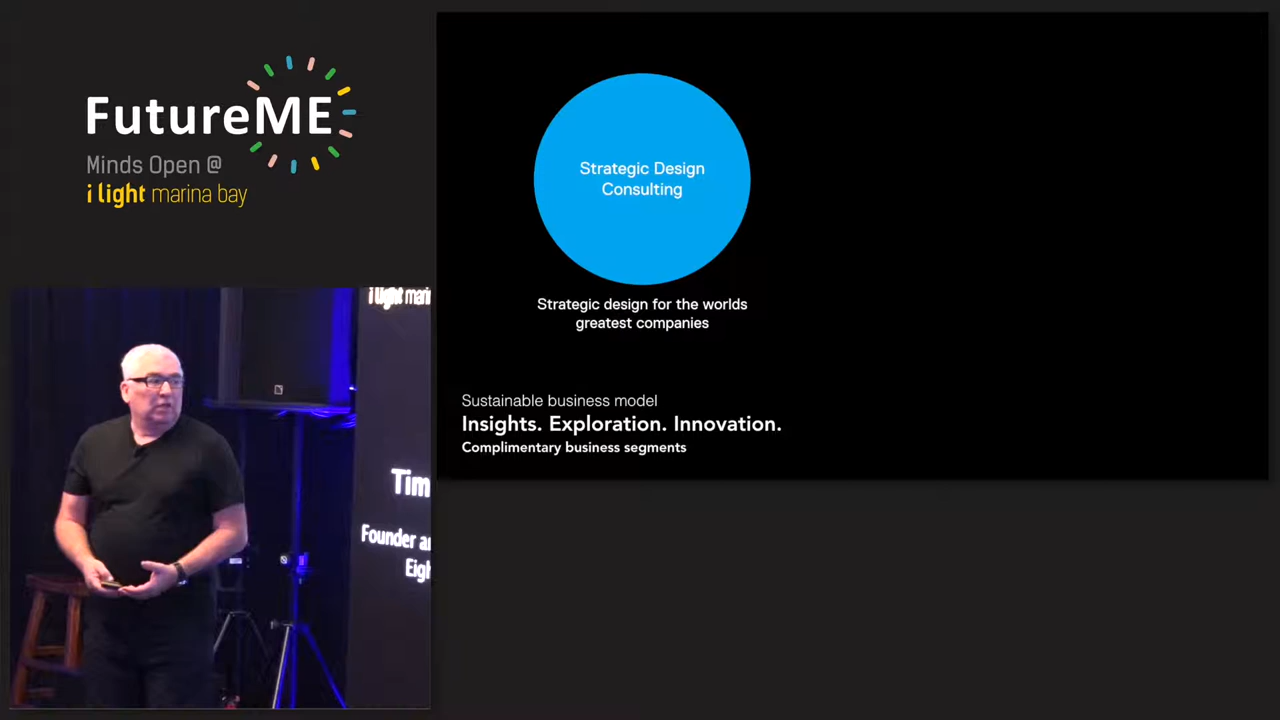 FutureME
Minds Open @
i light marina bay
Strategic Design
Consulting
Strategic design for the worlds
greatest companies
Sustainable business model
Insights. Exploration. Innovation.
Complimentary business segments
i light
Tim
Founder